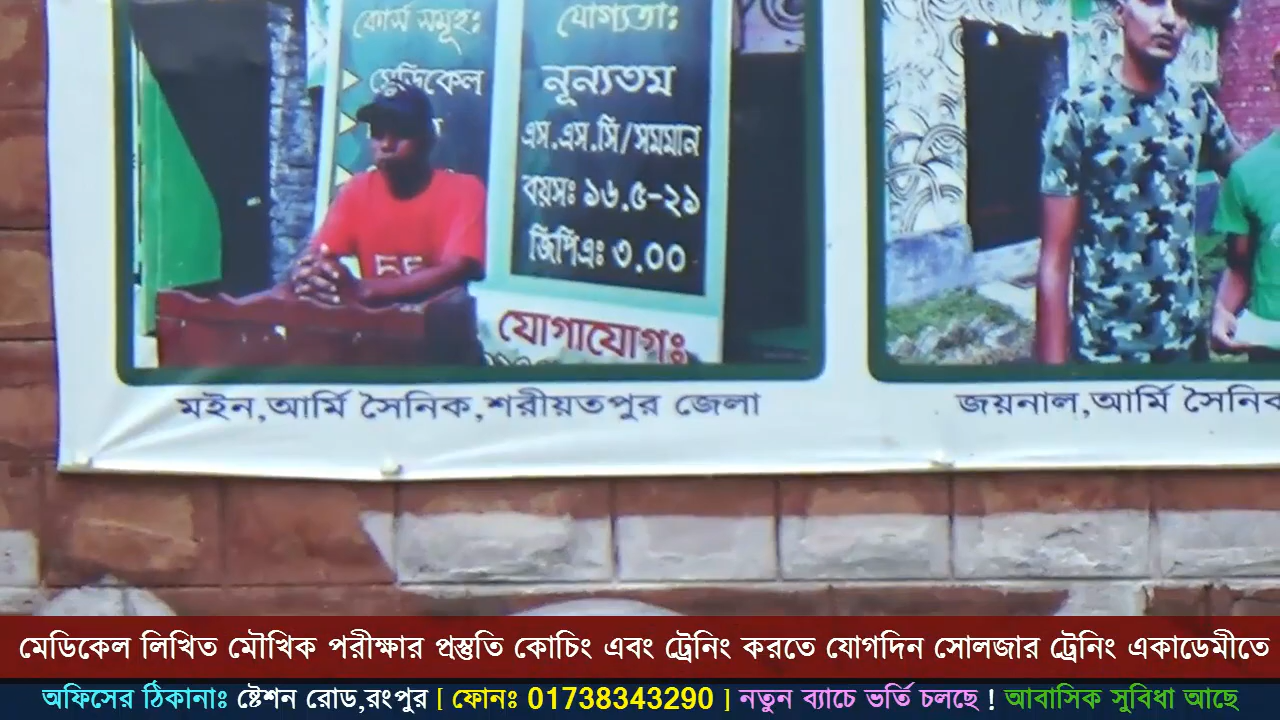 কোর্স সমূহঃ
মেডিকেল
যোগ্যতাঃ
নূন্যতম
এস.এস.সি/সমমান
বয়সঃ ১৬.৫-২১
জিপিএঃ ৩.০০
যোগাযোগঃ
মইন,আর্মি সৈনিক,শরীয়তপুর জেলা
জয়নাল,আর্মি সৈনিক
মেডিকেল লিখিত মৌখিক পরীক্ষার প্রস্তুতি কোচিং এবং ট্রেনিং করতে যোগদিন সোলজার ট্রেনিং একাডেমীতে
অফিসের ঠিকানাঃ ষ্টেশন রোড,রংপুর [ ফোনঃ 01738343290 ] নতুন ব্যাচে ভর্তি চলছে ! আবাসিক সুবিধা আছে